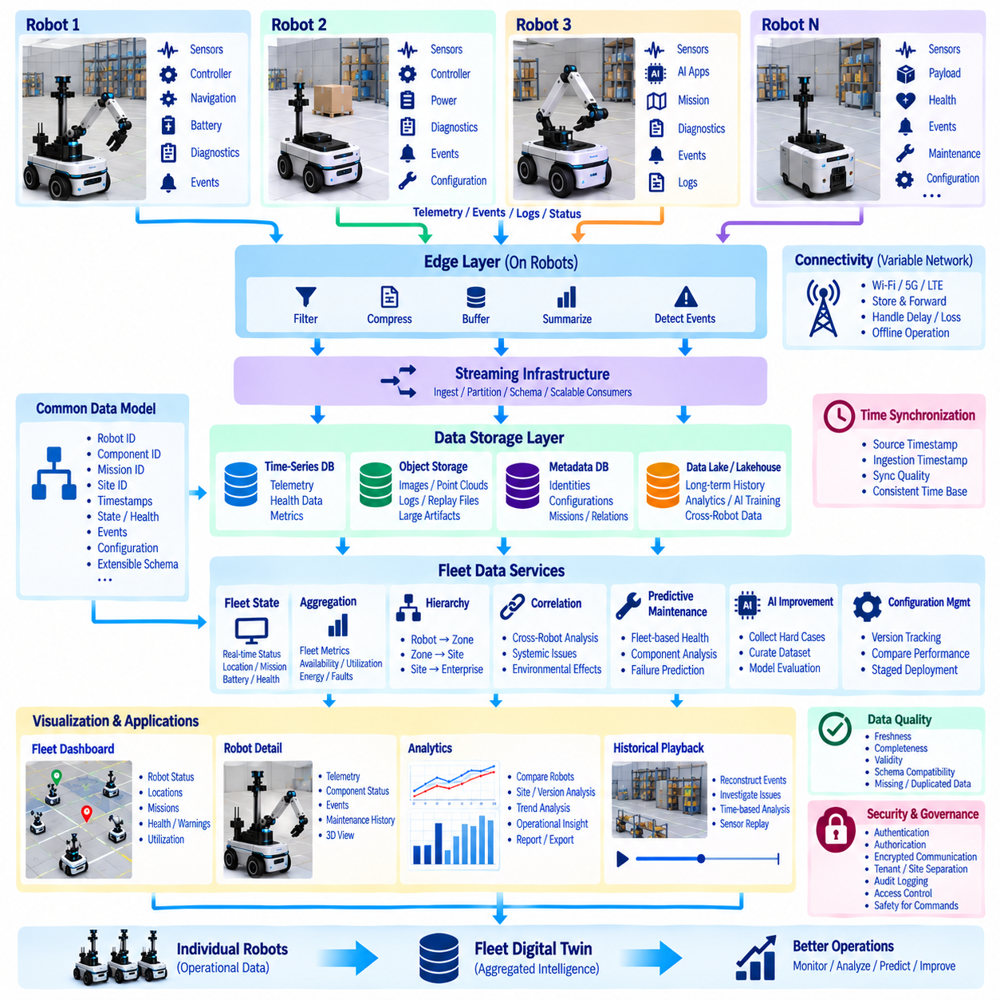 Robot 1
Sensors
Controller
Navigation
Battery
Diagnostics
Events
Robot 2
Sensors
Controller
Power
Diagnostics
Events
Configuration
Robot 3
Sensors
AI Apps
AI
Mission
Diagnostics
Events
Logs
Robot N
Sensors
Payload
Health
Events
Maintenance
Configuration
...
Telemetry / Events / Logs / Status
Edge Layer (On Robots)
Filter
Compress
Buffer
Summarize
Detect Events
Connectivity (Variable Network)
• Wi-Fi / 5G / LTE
• Store & Forward
• Handle Delay / Loss
• Offline Operation
Streaming Infrastructure
Ingest / Partition / Schema / Scalable Consumers
Common Data Model
• Robot ID
• Component ID
• Mission ID
• Site ID
• Timestamps
• State / Health
• Events
• Configuration
• Extensible Schema
...
Data Storage Layer
Time-Series DB
Telemetry
Health Data
Metrics
Object Storage
Images / Point Clouds
Logs / Replay Files
Large Artifacts
Metadata DB
Identities
Configurations
Missions / Relations
Data Lake / Lakehouse
Long-term History
Analytics / AI Training
Cross-Robot Data
Time Synchronization
• Source Timestamp
• Ingestion Timestamp
• Sync Quality
• Consistent Time Base
Fleet Data Services
Fleet State
Real-time Status
Location / Mission
Battery / Health
Aggregation
Fleet Metrics
Availability / Utilization
Energy / Faults
Hierarchy
• Robot → Zone
• Zone → Site
• Site → Enterprise
Correlation
• Cross-Robot Analysis
• Systemic Issues
• Environmental Effects
Predictive
Maintenance
• Fleet-based Health
• Component Analysis
• Failure Prediction
AI
AI Improvement
• Collect Hard Cases
• Curate Dataset
• Model Evaluation
Configuration Mgmt
• Version Tracking
• Compare Performance
• Staged Deployment
Visualization & Applications
Fleet Dashboard
• Robot Status
• Locations
• Missions
• Health / Warnings
• Utilization
Robot Detail
• Telemetry
• Component Status
• Events
• Maintenance History
• 3D View
Analytics
• Compare Robots
• Site / Version Analysis
• Trend Analysis
• Operational Insight
• Report / Export
Historical Playback
• Reconstruct Events
• Investigate Issues
• Time-based Analysis
• Sensor Replay
Data Quality
• Freshness
• Completeness
• Validity
• Schema Compatibility
• Missing / Duplicated Data
Security & Governance
• Authentication
• Authorication
• Encrypted Communication
• Tenant / Site Separation
• Audit Logging
• Access Control
• Safety for Commands
Individual Robots
(Operational Data)
Fleet Digital Twin
(Aggregated Intelligence)
Better Operations
Monitor / Analyze / Predict / Improve